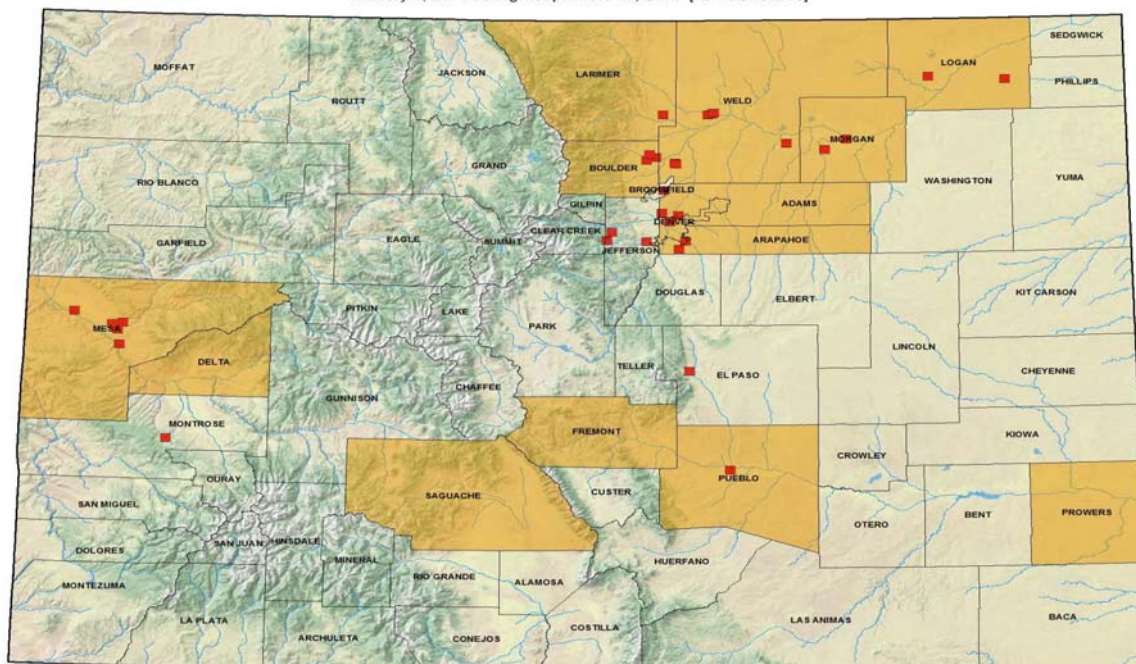 SEDGWICK
LOGAN
MOFFAT
JACKSON
LARIMER
PHILLIPS
ROUTT
WELD
MORGAN
GRAND
BOULDER
RIO BLANCO
WASHINGTON
YUMA
BROOMFIELD
GILPIN
ADAMS
DENVER
CLEAR CREEK
EAGLE
SUMMIT
GARFIELD
ARAPAHOE
JEFFERSON
DOUGLAS
ELBERT
KIT CARSON
PITKIN
LAKE
PARK
MESA
LINCOLN
DELTA
TELLER
EL PASO
CHEYENNE
CHAFFEE
GUNNISON
MONTROSE
FREMONT
KIOWA
CROWLEY
PUEBLO
OURAY
SAGUACHE
CUSTER
SAN MIGUEL
BENT
PROWERS
OTERO
SAN JUAN
HINSDALE
DOLORES
MINERAL
HUERFANO
RIO GRANDE
ALAMOSA
MONTEZUMA
LA PLATA
LAS ANIMAS
BACA
COSTILLA
ARCHULETA
CONEJOS